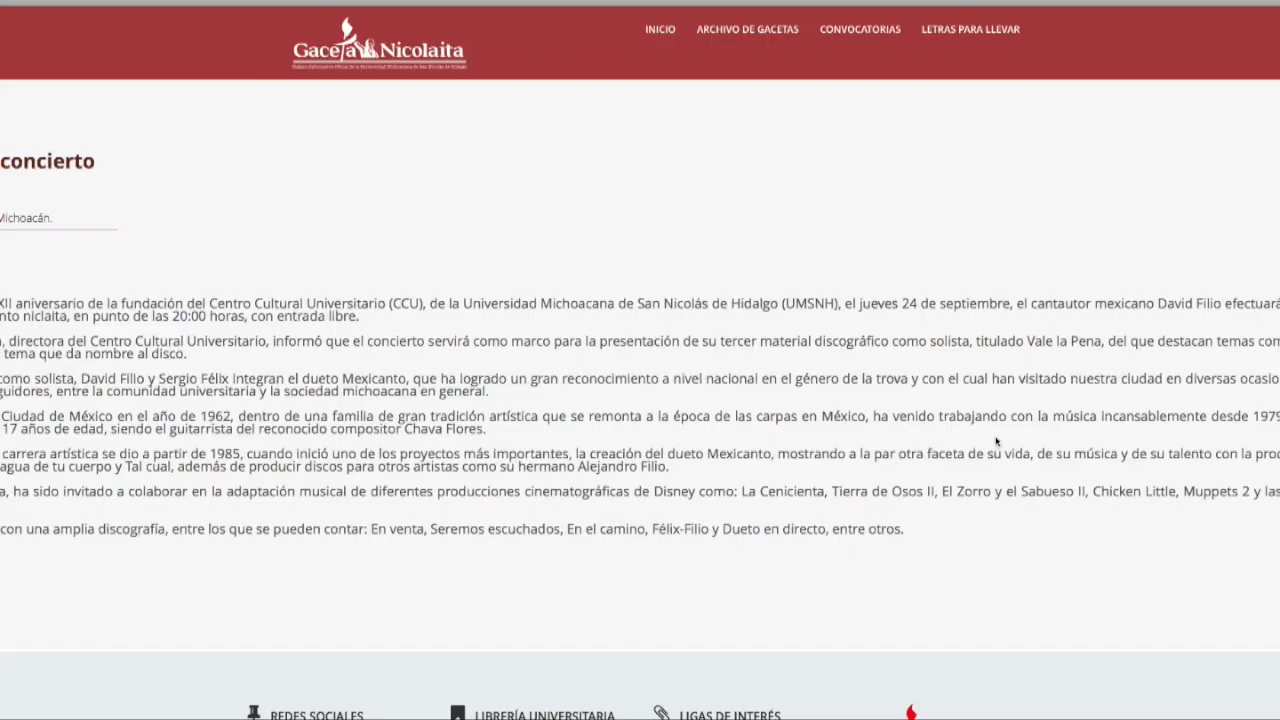 Gaceta Nicolaita
INICIO
ARCHIVO DE GACETAS
CONVOCATORIAS
LETRAS PARA LLEVAR
concierto
Michoacán.
XII aniversario de la fundación del Centro Cultural Universitario (CCU), de la Universidad Michoacana de San Nicolás de Hidalgo (UMSNH), el jueves 24 de septiembre, el cantautor mexicano David Filio efectuará
nto niclaita, en punto de las 20:00 horas, con entrada libre.
, directora del Centro Cultural Universitario, informó que el concierto servirá como marco para la presentación de su tercer material discográfico como solista, titulado Vale la Pena, del que destacan temas com
tema que da nombre al disco.
como solista, David Filio y Sergio Félix integran el dueto Mexicanto, que ha logrado un gran reconocimiento a nivel nacional en el género de la trova y con el cual han visitado nuestra ciudad en diversas ocasio
guidores, entre la comunidad universitaria y la sociedad michoacana en general.
Ciudad de México en el año de 1962, dentro de una familia de gran tradición artística que se remonta a la época de las carpas en México, ha venido trabajando con la música incansablemente desde 1979
17 años de edad, siendo el guitarrista del reconocido compositor Chava Flores.
carrera artística se dio a partir de 1985, cuando inició uno de los proyectos más importantes, la creación del dueto Mexicanto, mostrando a la par otra faceta de su vida, de su música y de su talento con la prod
agua de tu cuerpo y Tal cual, además de producir discos para otros artistas como su hermano Alejandro Filio.
a, ha sido invitado a colaborar en la adaptación musical de diferentes producciones cinematográficas de Disney como: La Cenicienta, Tierra de Osos II, El Zorro y el Sabueso II, Chicken Little, Muppets 2 y las
con una amplia discografía, entre los que se pueden contar: En venta, Seremos escuchados, En el camino, Félix-Filio y Dueto en directo, entre otros.
REDES SOCIALES
LIBRERÍA UNIVERSITARIA
LIGAS DE INTERÉS